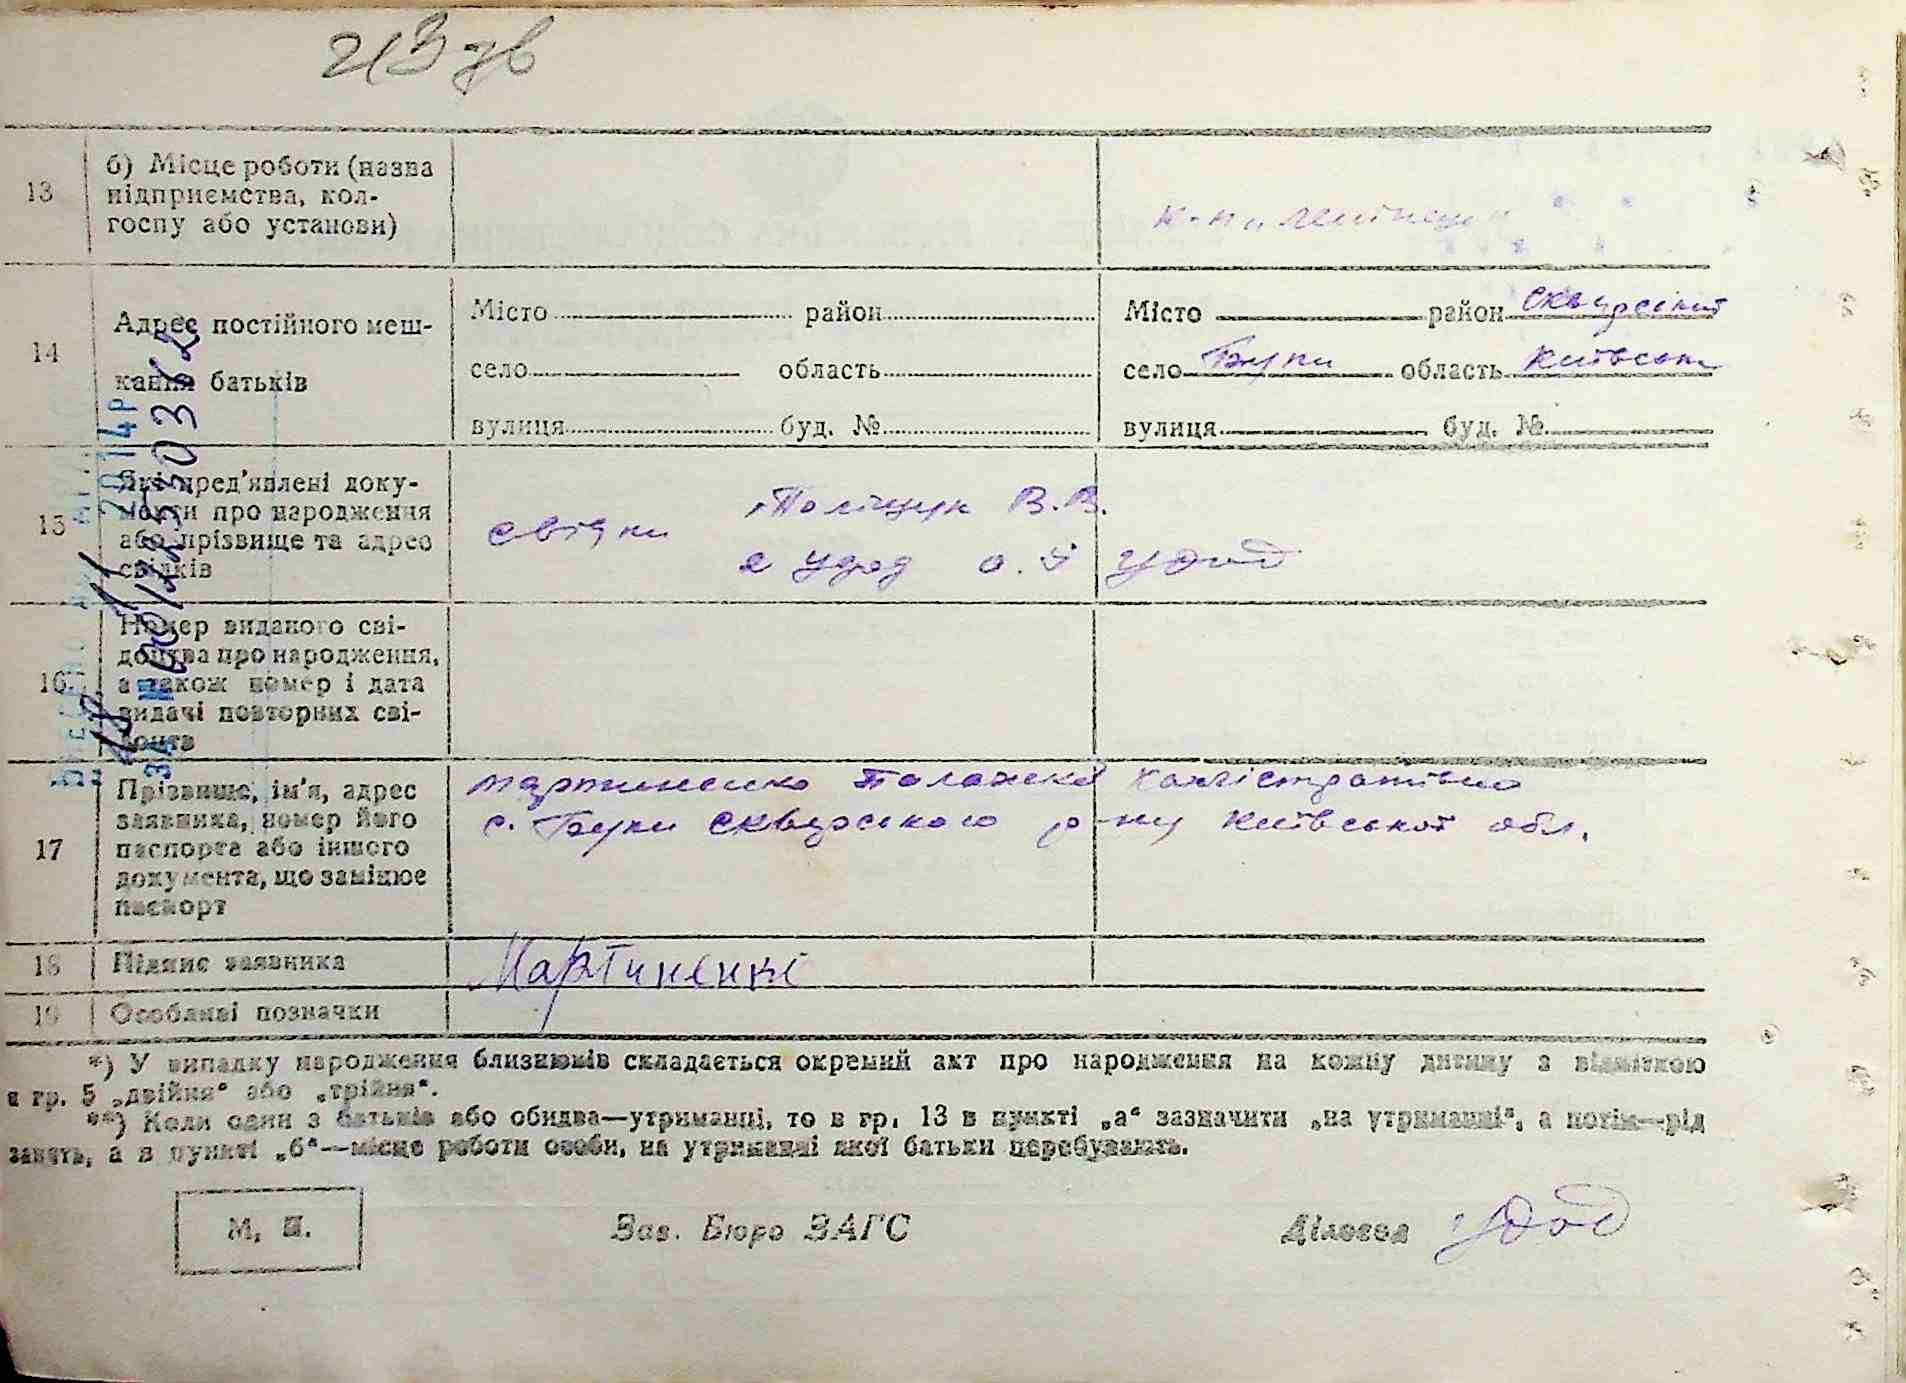 13
б) Місце роботи (назва
підприємства, кол-
госпу або установи)
14
Адрес постійного меш-
кання батьків
Місто район
село область
вулиця буд. №
Місто район Сквирський
село Буки область Київськ
вулиця буд. №
15
Які пред'явлені доку-
менти про народження
або прізвище та адрес
свідків
свідки Поліщук В.В.
Удод Удод
16.
Номер виданого сві-
доцтва про народження,
а також номер і дата
видачі повторних сві-
доцтв
17
Прізвище, ім'я, адрес
заявника, номер його
паспорта або іншого
документа, що замінює
паспорт
Мартиненко Палажка Калістратівна
с. Буки Сквирського р-ну Київської обл.
18
Підпис заявника
Мартиненко
19
Особливі позначки
*) У випадку народження близнюків складається окремий акт про народження на кожну дитину з відміткою
в гр. 5 „двійня“ або „трійня“.
**) Коли один з батьків або обидва—утриманці, то в гр. 13 в пункті „а“ зазначити „на утриманні“, а потім—рід
занять, а в пункті „б“—місце роботи особи, на утриманні якої батьки перебувають.
М. П.
Зав. Бюро ЗАГС
Діловод Удод
2014р